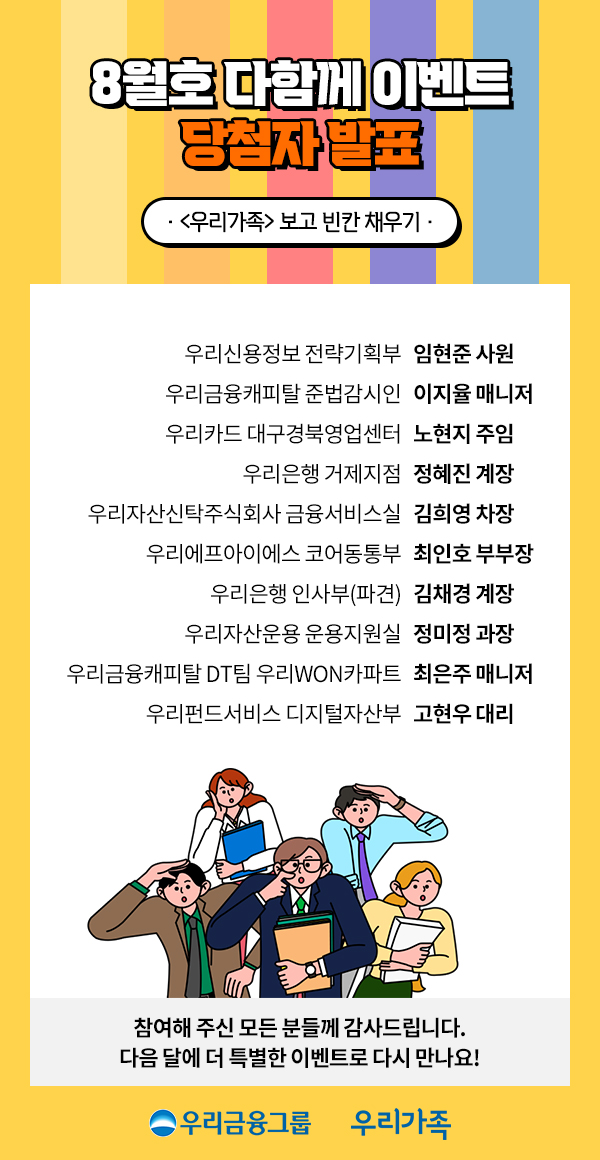 8월호 다함께 이벤트
당첨자 발표
· <우리가족> 보고 빈칸 채우기 ·
우리신용정보 전략기획부 임현준 사원
우리금융캐피탈 준법감시인 이지율 매니저
우리카드 대구경북영업센터 노현지 주임
우리은행 거제지점 정혜진 계장
우리자산신탁주식회사 금융서비스실 김희영 차장
우리에프아이에스 코어동통부 최인호 부부장
우리은행 인사부(파견) 김채경 계장
우리자산운용 운용지원실 정미정 과장
우리금융캐피탈 DT팀 우리WON카파트 최은주 매니저
우리펀드서비스 디지털자산부 고현우 대리
참여해 주신 모든 분들께 감사드립니다.
다음 달에 더 특별한 이벤트로 다시 만나요!
우리금융그룹 우리가족